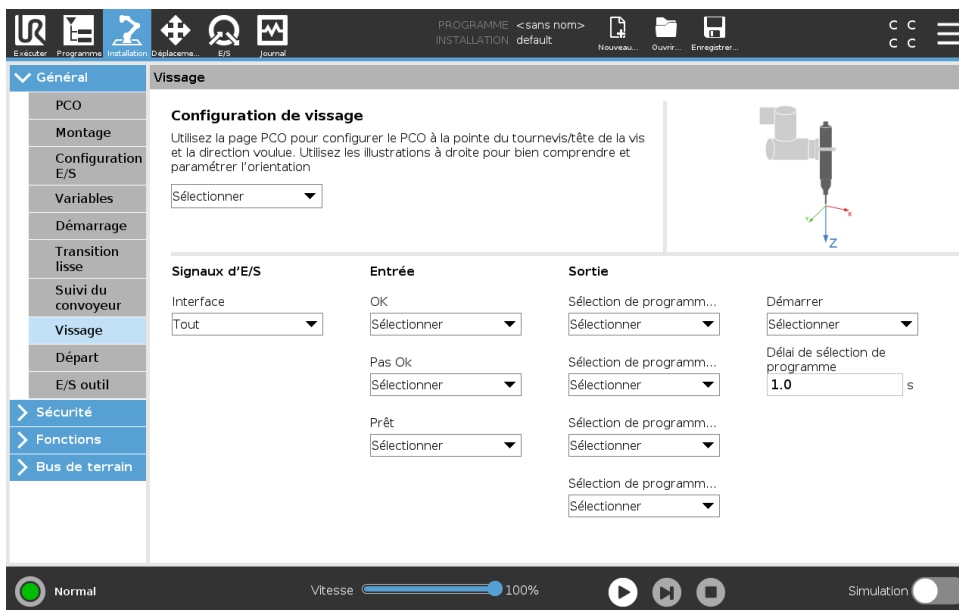 PROGRAMME <sans nom>
INSTALLATION default
C C
C C
UR
Exécuter
Programme
Installation
Déplaceme...
E/S
Journal
Nouveau...
Ouvrir...
Enregistrer...
Général
PCO
Montage
Configuration
E/S
Variables
Démarrage
Transition
lisse
Suivi du
convoyeur
Vissage
Départ
E/S outil
Sécurité
Fonctions
Bus de terrain
Vissage
Configuration de vissage
Utilisez la page PCO pour configurer le PCO à la pointe du tournevis/tête de la vis
et la direction voulue. Utilisez les illustrations à droite pour bien comprendre et
paramétrer l'orientation
Sélectionner
Y
X
Z
Signaux d'E/S
Interface
Tout
Entrée
OK
Sélectionner
Pas Ok
Sélectionner
Prêt
Sélectionner
Sortie
Sélection de programm...
Sélectionner
Sélection de programm...
Sélectionner
Sélection de programm...
Sélectionner
Sélection de programm...
Sélectionner
Démarrer
Sélectionner
Délai de sélection de
programme
1.0 s
Normal
Vitesse 100%
Simulation